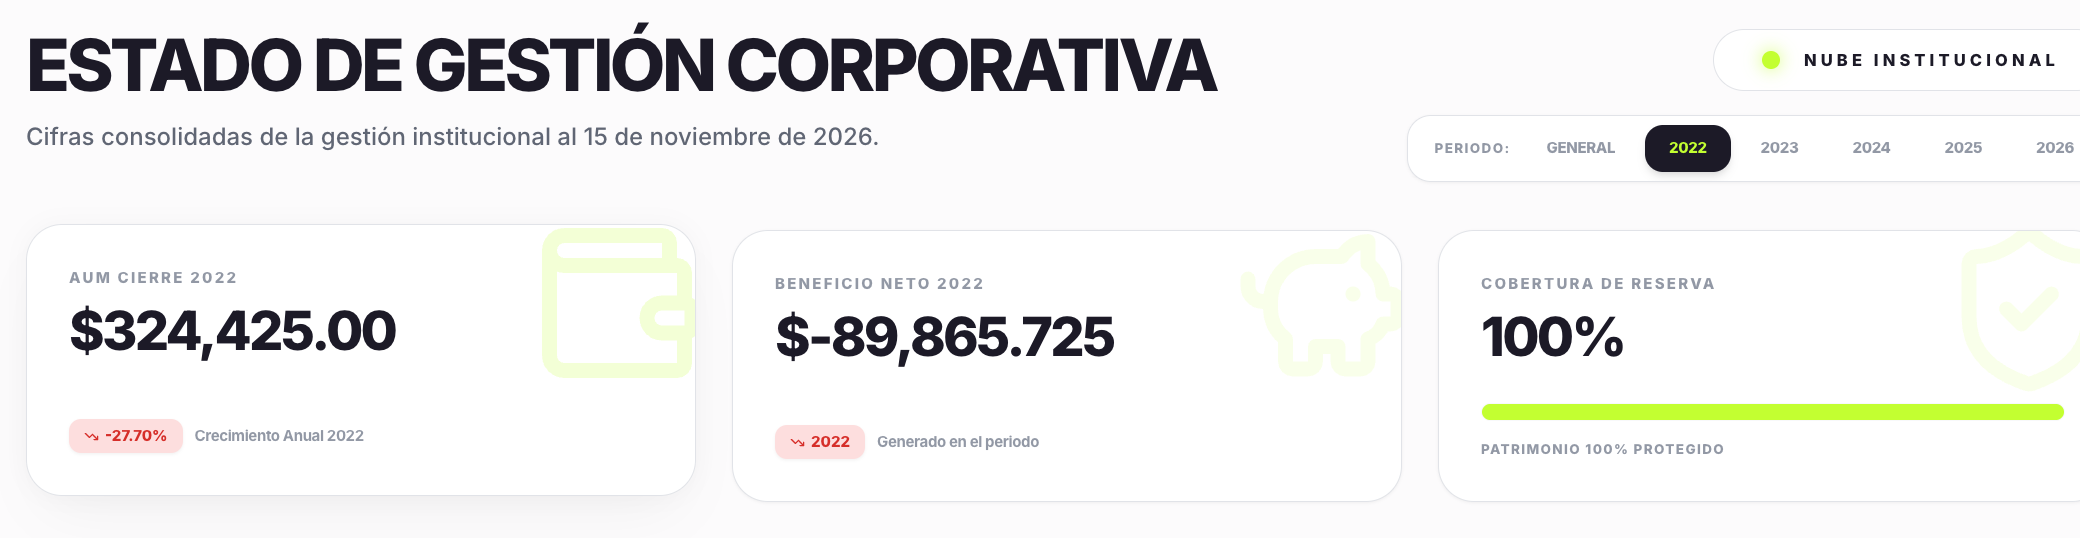 ESTADO DE GESTIÓN CORPORATIVA
NUBE INSTITUCIONAL
Cifras consolidadas de la gestión institucional al 15 de noviembre de 2026.
PERIODO: GENERAL 2022 2023 2024 2025 2026
AUM CIERRE 2022
$324,425.00
-27.70% Crecimiento Anual 2022
BENEFICIO NETO 2022
$-89,865.725
2022 Generado en el periodo
COBERTURA DE RESERVA
100%
PATRIMONIO 100% PROTEGIDO